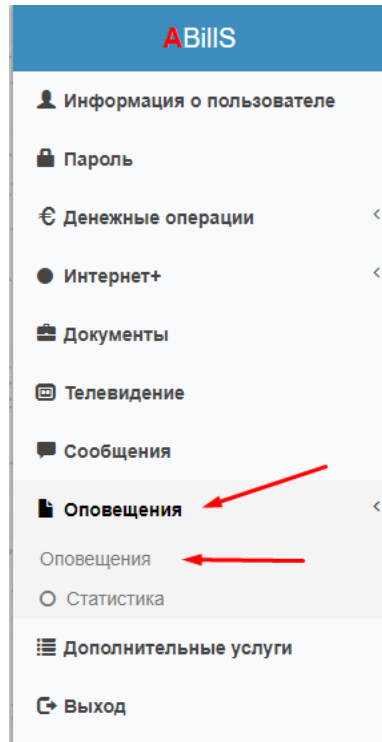 ABillS
Информация о пользователе
Пароль
€ Денежные операции
Интернет+
Документы
Телевидение
Сообщения
Оповещения
Оповещения
Статистика
Дополнительные услуги
Выход